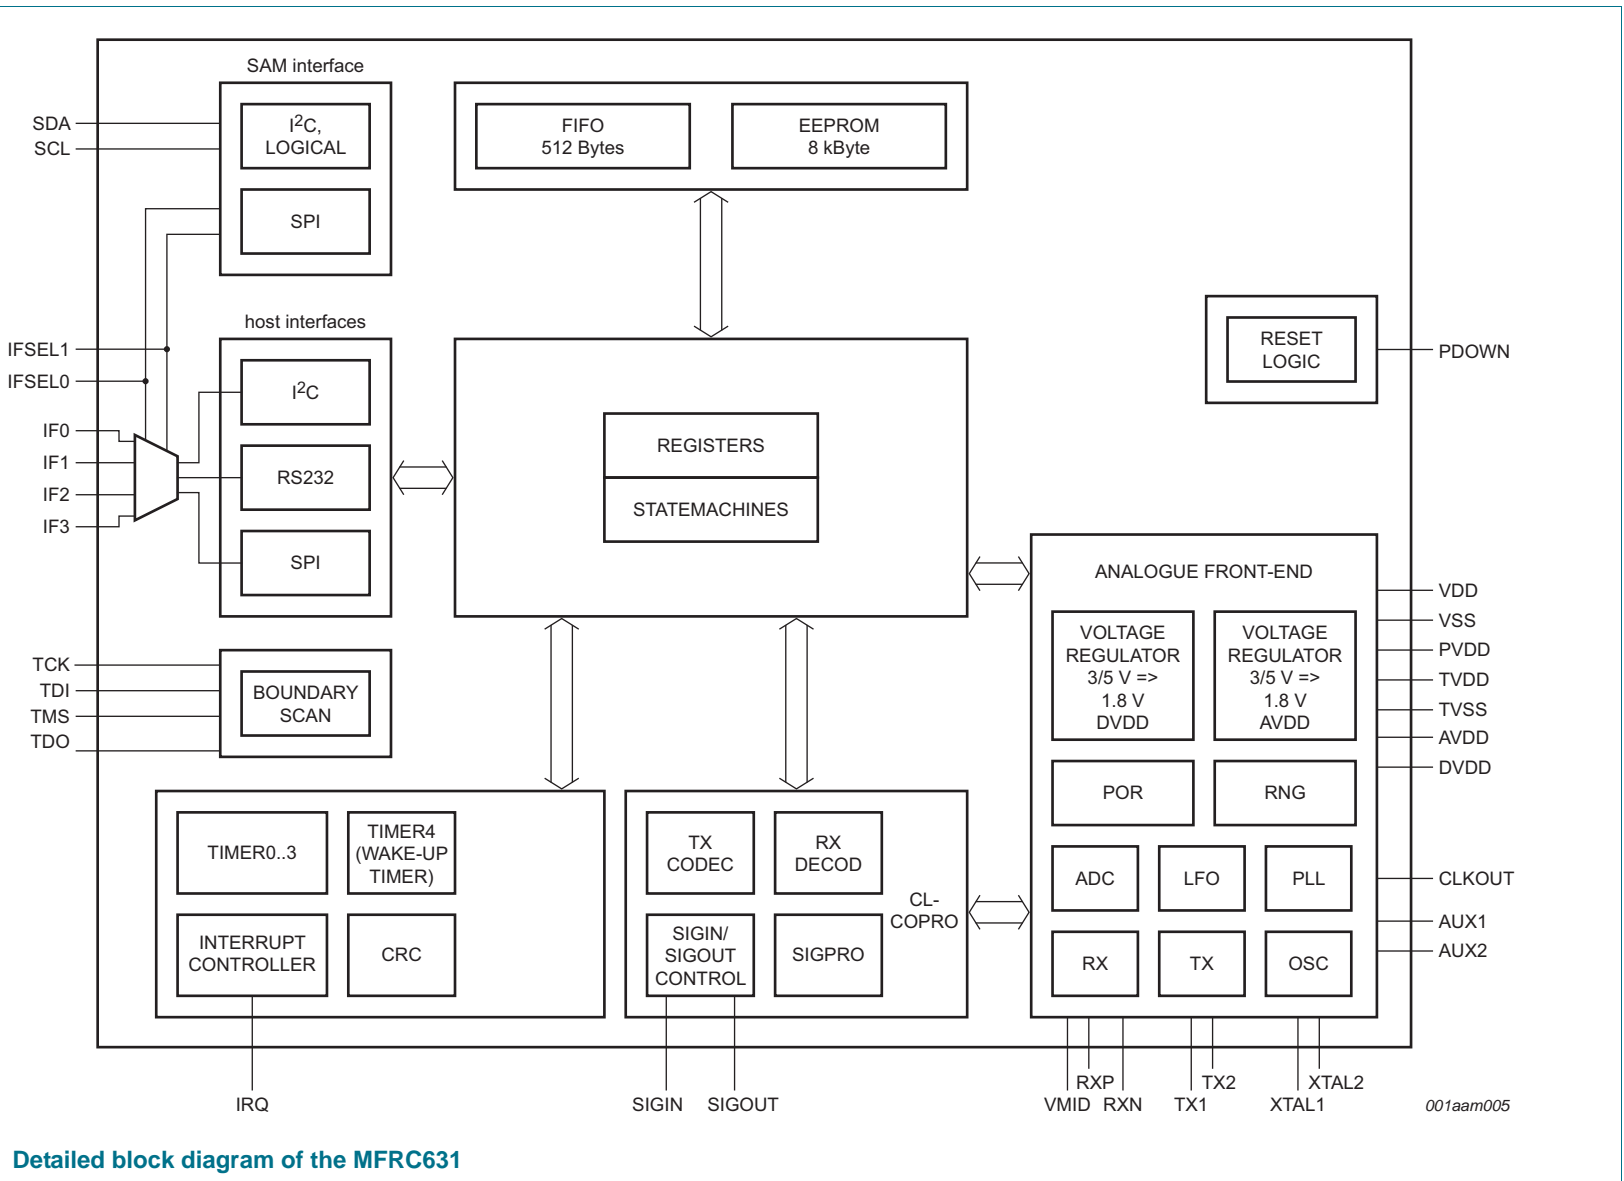 SAM interface
SDA
SCL
I2C,
LOGICAL
SPI
FIFO
512 Bytes
EEPROM
8 kByte
host interfaces
IFSEL1
IFSEL0
IF0
IF1
IF2
IF3
I2C
RS232
SPI
REGISTERS
STATEMACHINES
RESET
LOGIC
PDOWN
TCK
TDI
TMS
TDO
BOUNDARY
SCAN
ANALOGUE FRONT-END
VOLTAGE
REGULATOR
3/5 V =>
1.8 V
DVDD
VOLTAGE
REGULATOR
3/5 V =>
1.8 V
AVDD
POR
RNG
ADC
LFO
PLL
RX
TX
OSC
VDD
VSS
PVDD
TVDD
TVSS
AVDD
DVDD
CLKOUT
AUX1
AUX2
TIMER0..3
TIMER4
(WAKE-UP
TIMER)
INTERRUPT
CONTROLLER
CRC
TX
CODEC
RX
DECOD
SIGIN/
SIGOUT
CONTROL
SIGPRO
CL-
COPRO
IRQ
SIGIN
SIGOUT
VMID
RXP
RXN
TX1
TX2
XTAL1
XTAL2
001aam005
Detailed block diagram of the MFRC631